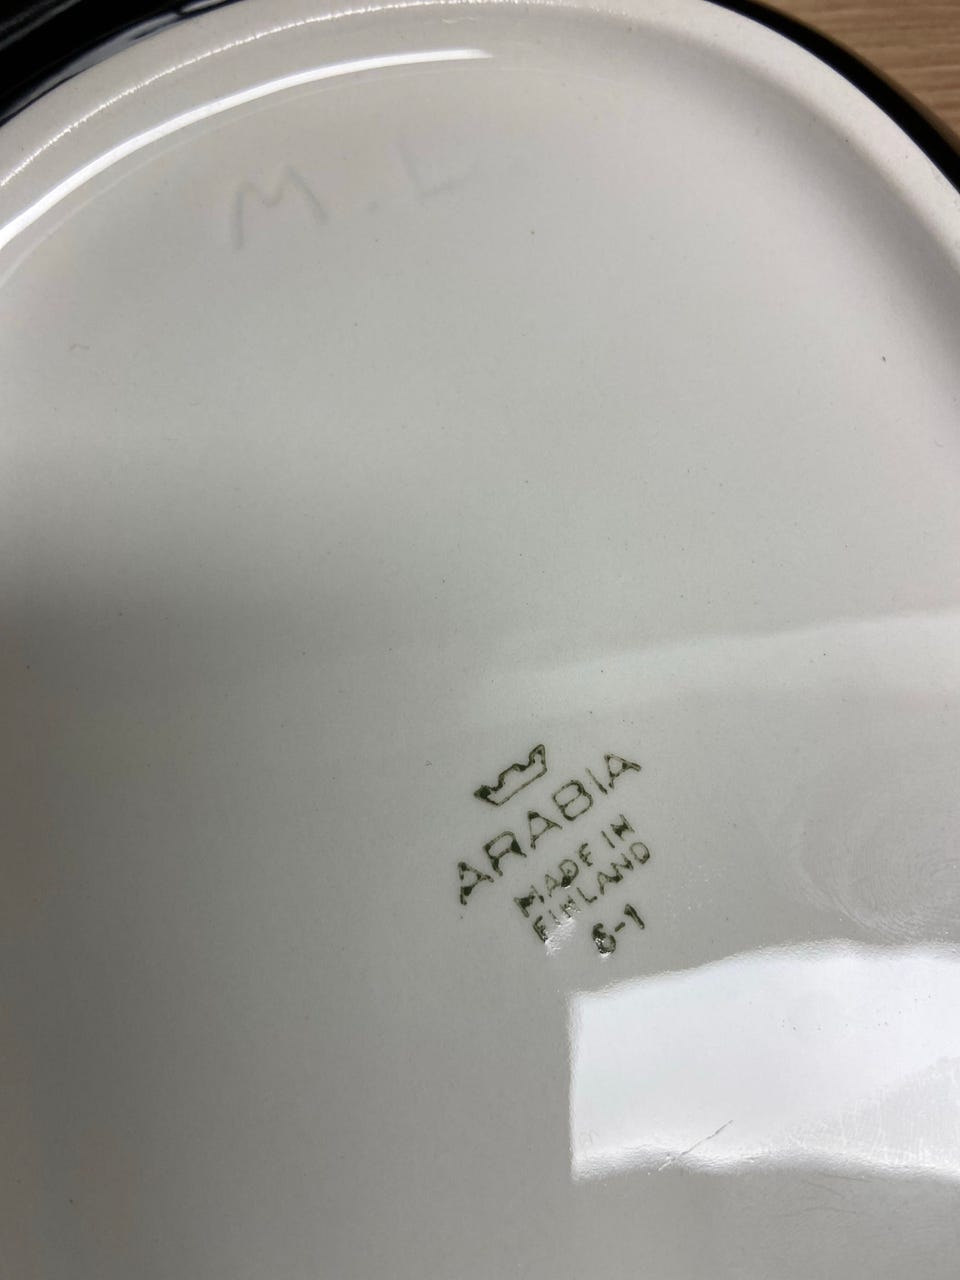 M. L.
ARABIA
MADE IN
FINLAND
6-1